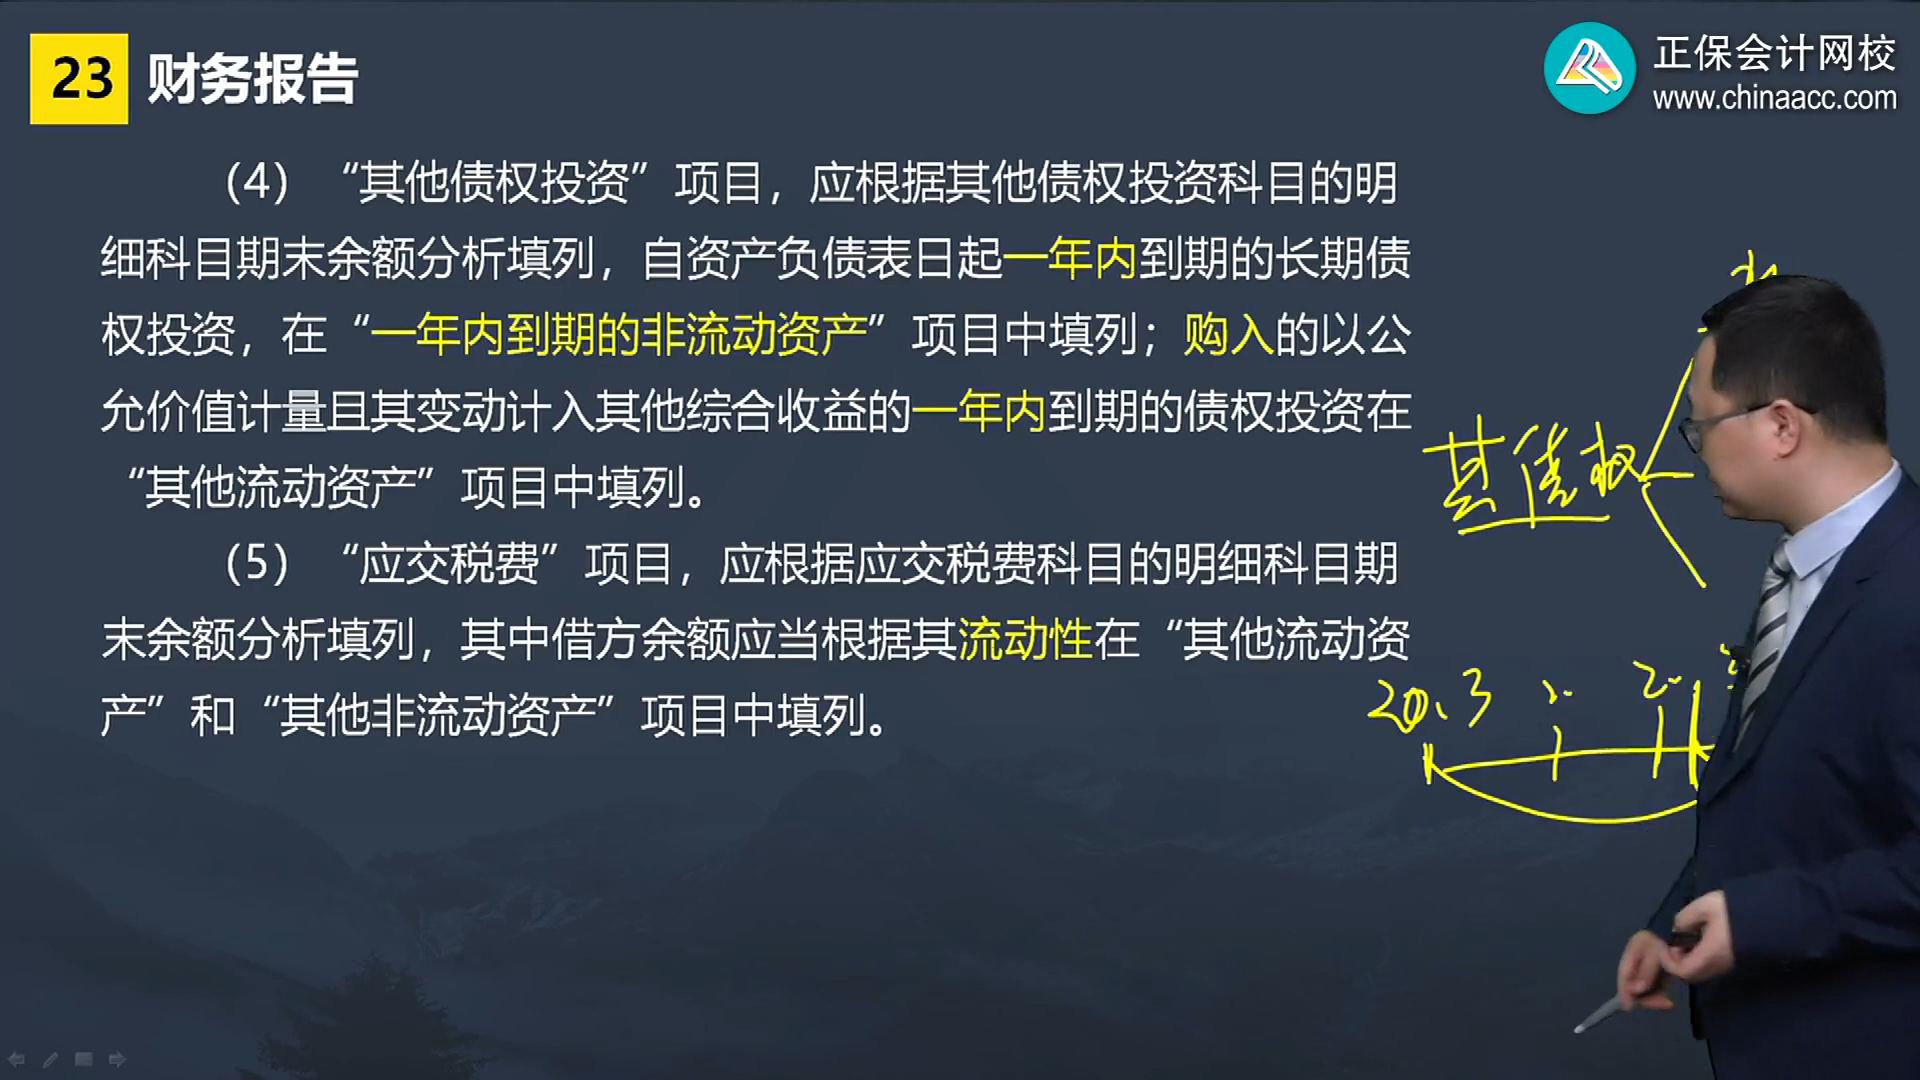 23 财务报告
正保会计网校
www.chinaacc.com
（4）“其他债权投资”项目，应根据其他债权投资科目的明
细科目期末余额分析填列，自资产负债表日起一年内到期的长期债
权投资，在“一年内到期的非流动资产”项目中填列；购入的以公
允价值计量且其变动计入其他综合收益的一年内到期的债权投资在
“其他流动资产”项目中填列。
（5）“应交税费”项目，应根据应交税费科目的明细科目期
末余额分析填列，其中借方余额应当根据其流动性在“其他流动资
产”和“其他非流动资产”项目中填列。
其债权